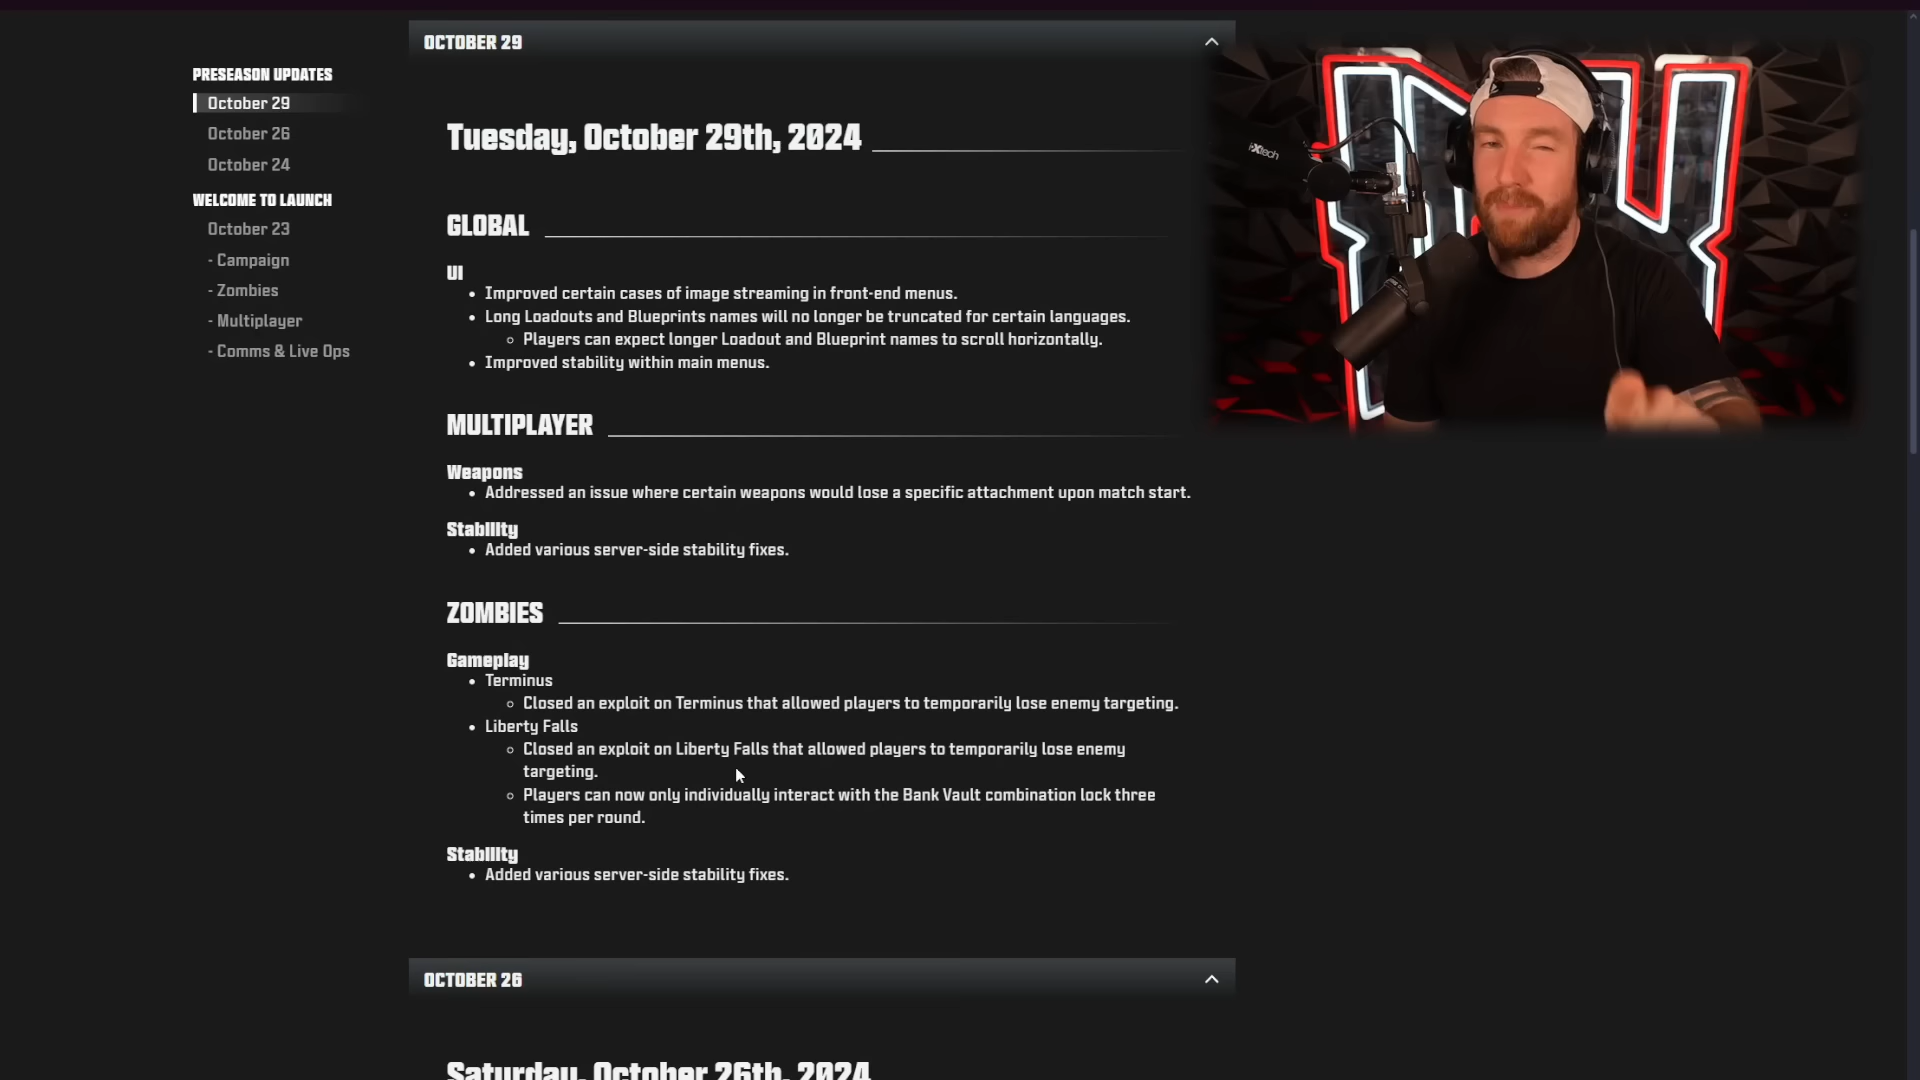 OCTOBER 29
PRESEASON UPDATES
October 29
October 26
October 24
WELCOME TO LAUNCH
October 23
- Campaign
- Zombies
- Multiplayer
- Comms & Live Ops
Tuesday, October 29th, 2024
GLOBAL
UI
• Improved certain cases of image streaming in front-end menus.
• Long Loadouts and Blueprints names will no longer be truncated for certain languages.
○ Players can expect longer Loadout and Blueprint names to scroll horizontally.
• Improved stability within main menus.
MULTIPLAYER
Weapons
• Addressed an issue where certain weapons would lose a specific attachment upon match start.
Stability
• Added various server-side stability fixes.
ZOMBIES
Gameplay
• Terminus
○ Closed an exploit on Terminus that allowed players to temporarily lose enemy targeting.
• Liberty Falls
○ Closed an exploit on Liberty Falls that allowed players to temporarily lose enemy
targeting.
○ Players can now only individually interact with the Bank Vault combination lock three
times per round.
Stability
• Added various server-side stability fixes.
OCTOBER 26
Saturday, October 26th, 2024